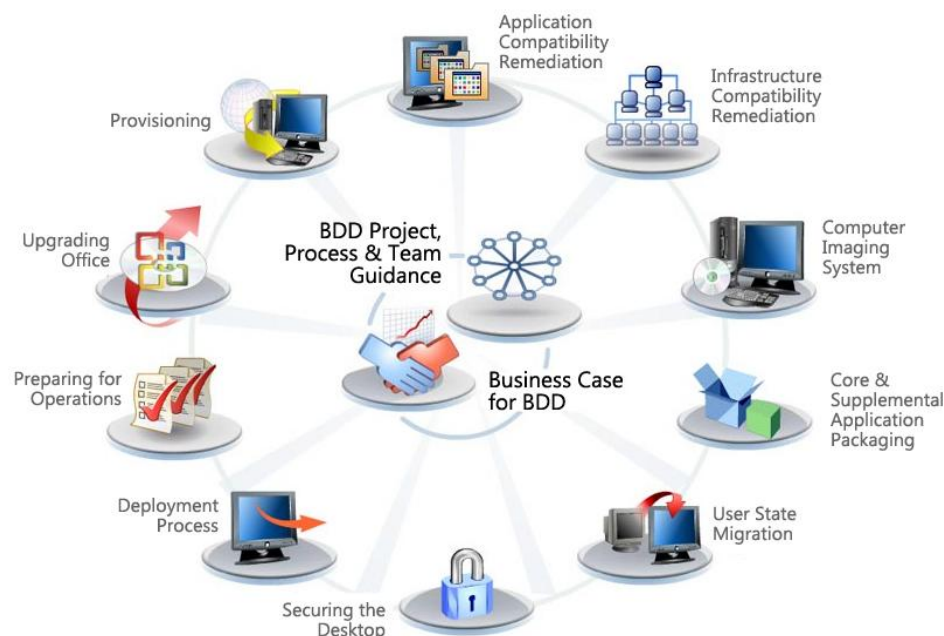 Application
Compatibility
Remediation
Infrastructure
Compatibility
Remediation
Provisioning
BDD Project,
Process & Team
Guidance
Computer
Imaging
System
Upgrading
Office
Preparing for
Operations
Business Case
for BDD
Core &
Supplemental
Application
Packaging
Deployment
Process
User State
Migration
Securing the
Desktop